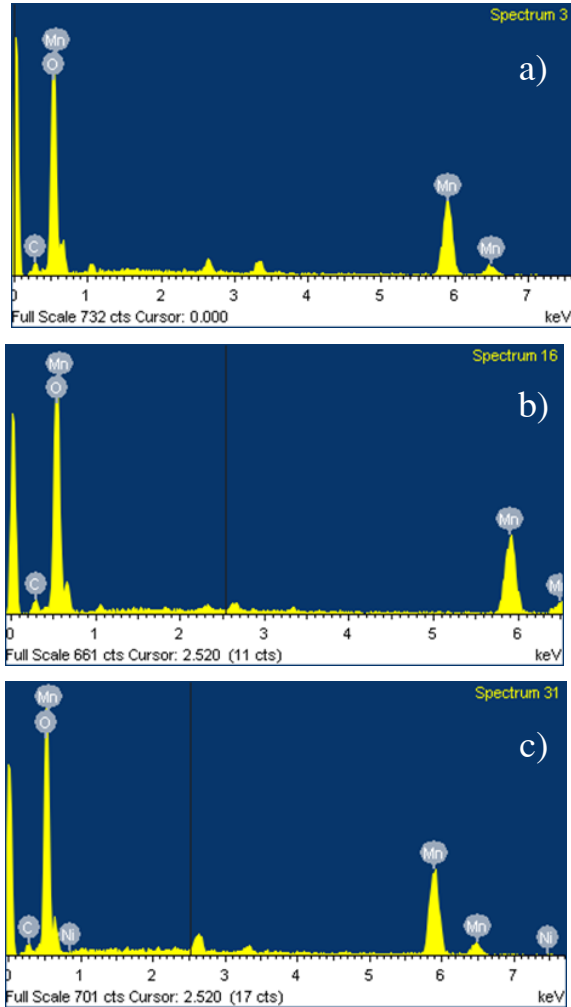 Spectrum 3
a)
Mn
O
C
Mn
Mn
0 1 2 3 4 5 6 7
Full Scale 732 cts Cursor: 0.000 keV
Spectrum 16
b)
Mn
O
C
Mn
0 1 2 3 4 5 6
Full Scale 661 cts Cursor: 2.520 (11 cts) keV
Spectrum 31
c)
Mn
O
C
Ni
Mn
Mn
Ni
0 1 2 3 4 5 6 7
Full Scale 701 cts Cursor: 2.520 (17 cts) keV